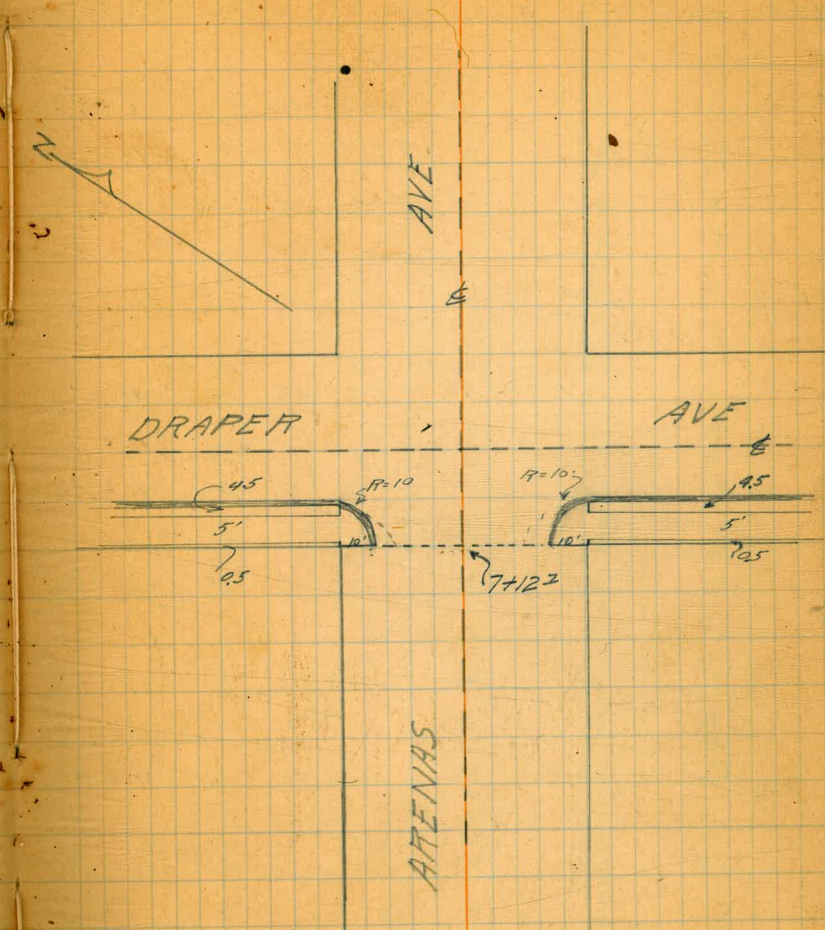 N
AVE
℄
DRAPER AVE
℄
4.5 R=10 R=10' 4.5
5' 10' 10' 5'
0.5 7+12² 0.5
ARENAS